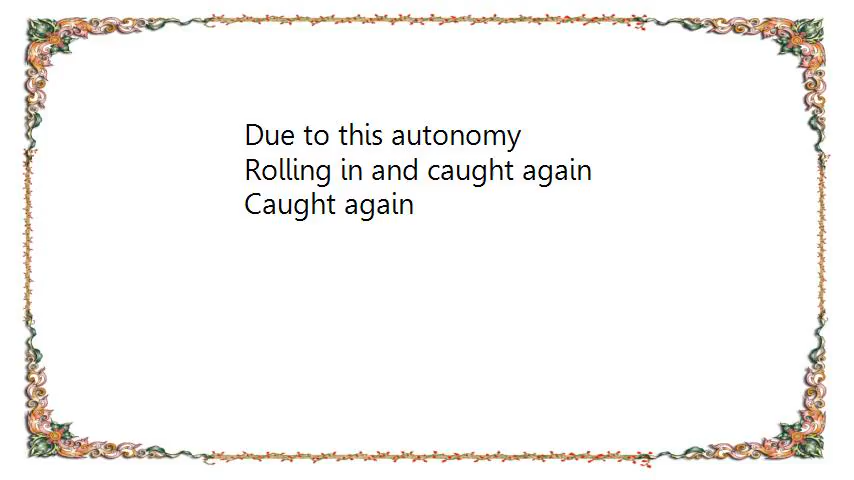 Due to this autonomy
Rolling in and caught again
Caught again